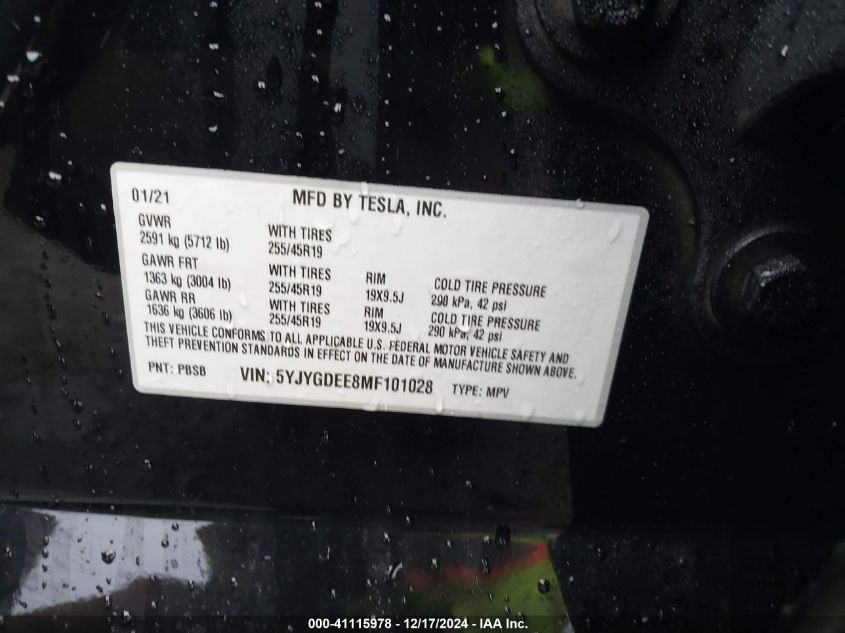 01/21 MFD BY TESLA, INC.
GVWR
2591 kg (5712 lb) WITH TIRES 255/45R19
GAWR FRT
1363 kg (3004 lb) WITH TIRES 255/45R19 RIM 19X9.5J COLD TIRE PRESSURE 290 kPa, 42 psi
GAWR RR
1636 kg (3606 lb) WITH TIRES 255/45R19 RIM 19X9.5J COLD TIRE PRESSURE 290 kPa, 42 psi
THIS VEHICLE CONFORMS TO ALL APPLICABLE U.S. FEDERAL MOTOR VEHICLE SAFETY AND
THEFT PREVENTION STANDARDS IN EFFECT ON THE DATE OF MANUFACTURE SHOWN ABOVE.
PNT: PBSB VIN: 5YJYGDEE8MF101028 TYPE: MPV
000-41115978 - 12/17/2024 - IAA Inc.